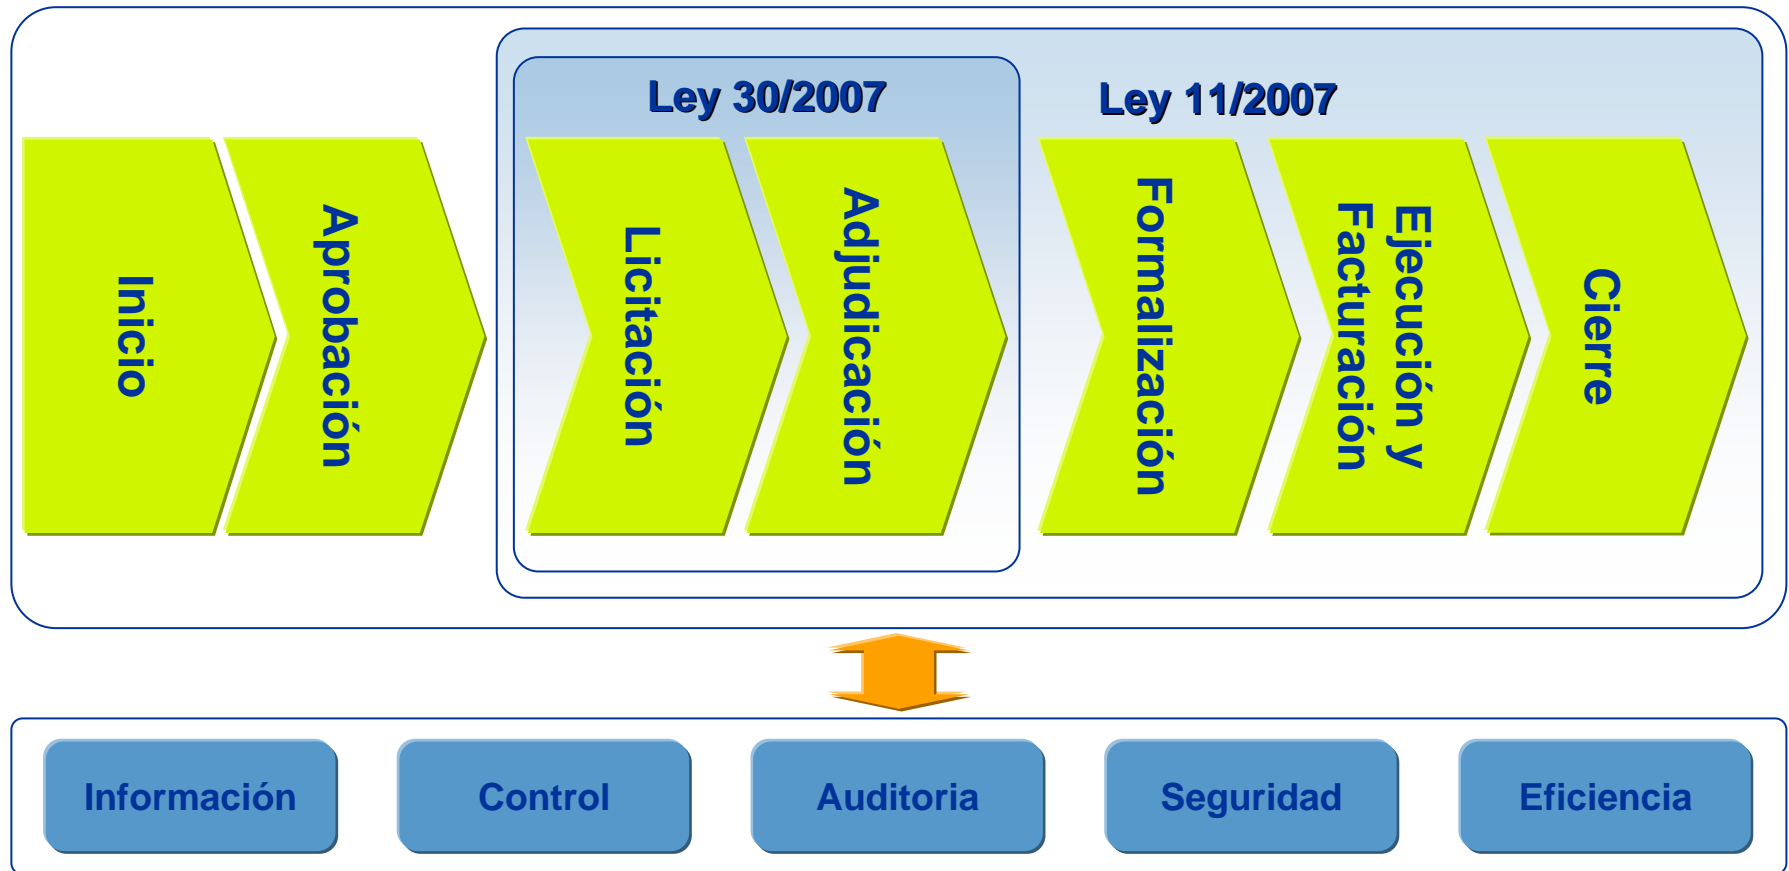 Ley 30/2007
Ley 11/2007
Inicio
Aprobación
Licitación
Adjudicación
Formalización
Ejecución y
Facturación
Cierre
Información
Control
Auditoria
Seguridad
Eficiencia